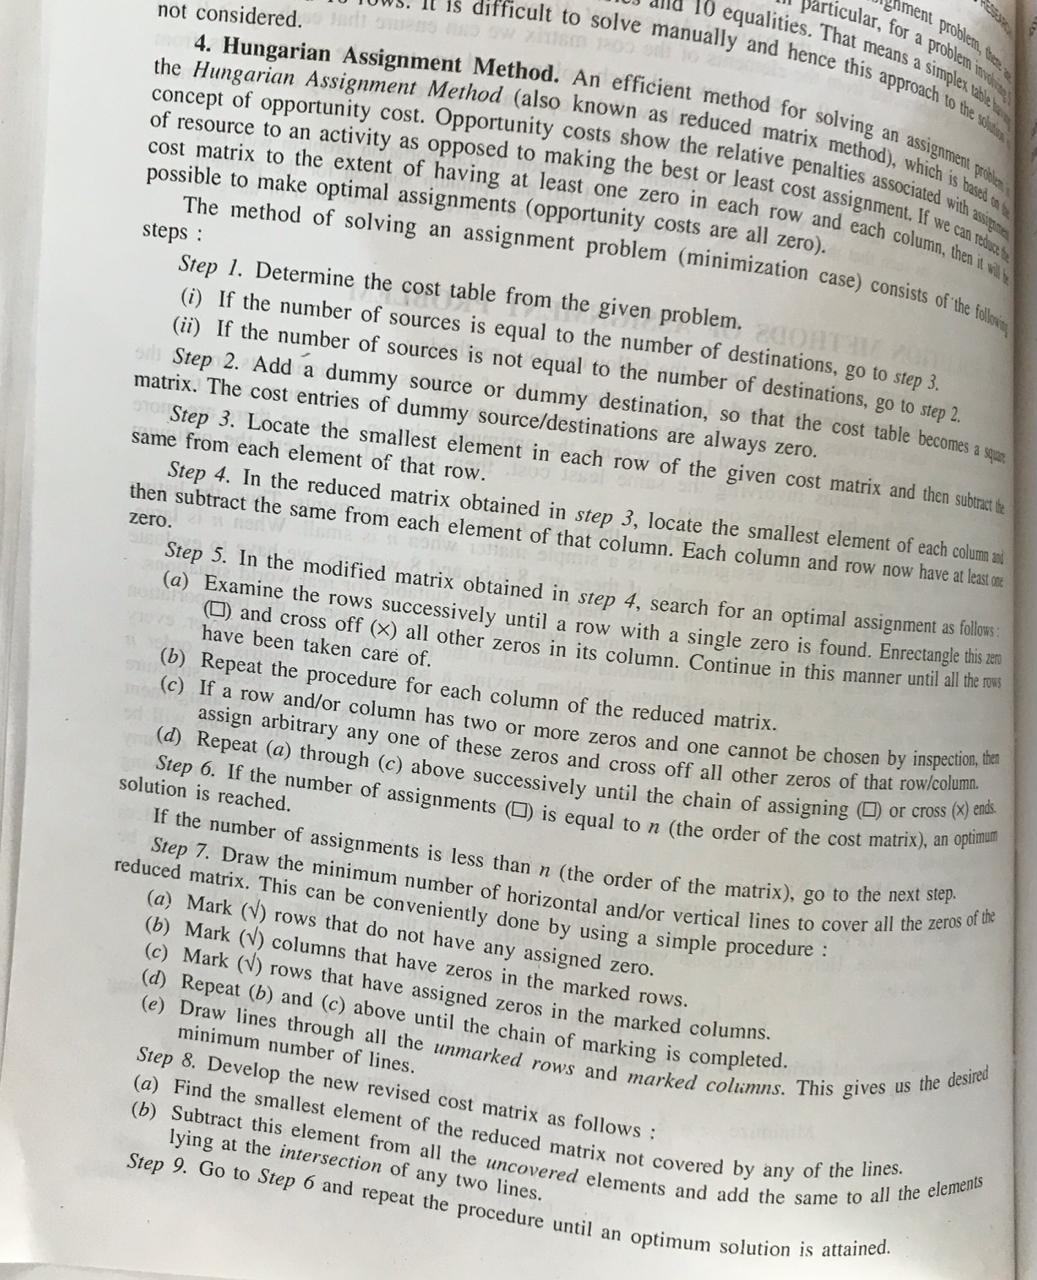 gnment problem, there
particular, for a problem involving 5
and 10 equalities. That means a simplex table having
rows. It is difficult to solve manually and hence this approach to the solution is
not considered.
4. Hungarian Assignment Method. An efficient method for solving an assignment problem is
the Hungarian Assignment Method (also known as reduced matrix method), which is based on the
concept of opportunity cost. Opportunity costs show the relative penalties associated with assignment
of resource to an activity as opposed to making the best or least cost assignment. If we can reduce the
cost matrix to the extent of having at least one zero in each row and each column, then it will be
possible to make optimal assignments (opportunity costs are all zero).
The method of solving an assignment problem (minimization case) consists of the following
steps :
Step 1. Determine the cost table from the given problem.
(i) If the number of sources is equal to the number of destinations, go to step 3.
(ii) If the number of sources is not equal to the number of destinations, go to step 2.
Step 2. Add a dummy source or dummy destination, so that the cost table becomes a square
matrix. The cost entries of dummy source/destinations are always zero.
Step 3. Locate the smallest element in each row of the given cost matrix and then subtract the
same from each element of that row.
Step 4. In the reduced matrix obtained in step 3, locate the smallest element of each column and
then subtract the same from each element of that column. Each column and row now have at least one
zero.
Step 5. In the modified matrix obtained in step 4, search for an optimal assignment as follows :
(a) Examine the rows successively until a row with a single zero is found. Enrectangle this zero
(□) and cross off (×) all other zeros in its column. Continue in this manner until all the rows
have been taken care of.
(b) Repeat the procedure for each column of the reduced matrix.
(c) If a row and/or column has two or more zeros and one cannot be chosen by inspection, then
assign arbitrary any one of these zeros and cross off all other zeros of that row/column.
(d) Repeat (a) through (c) above successively until the chain of assigning (□) or cross (×) ends.
Step 6. If the number of assignments (□) is equal to n (the order of the cost matrix), an optimum
solution is reached.
If the number of assignments is less than n (the order of the matrix), go to the next step.
Step 7. Draw the minimum number of horizontal and/or vertical lines to cover all the zeros of the
reduced matrix. This can be conveniently done by using a simple procedure :
(a) Mark (√) rows that do not have any assigned zero.
(b) Mark (√) columns that have zeros in the marked rows.
(c) Mark (√) rows that have assigned zeros in the marked columns.
(d) Repeat (b) and (c) above until the chain of marking is completed.
(e) Draw lines through all the unmarked rows and marked columns. This gives us the desired
minimum number of lines.
Step 8. Develop the new revised cost matrix as follows :
(a) Find the smallest element of the reduced matrix not covered by any of the lines.
(b) Subtract this element from all the uncovered elements and add the same to all the elements
lying at the intersection of any two lines.
Step 9. Go to Step 6 and repeat the procedure until an optimum solution is attained.